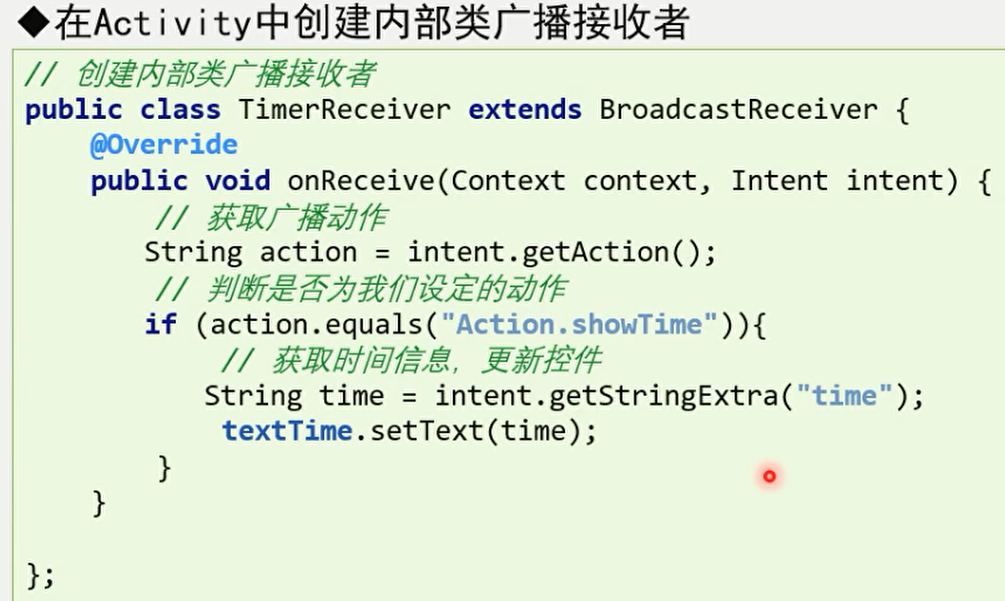 ◆在Activity中创建内部类广播接收者
// 创建内部类广播接收者
public class TimerReceiver extends BroadcastReceiver {
@Override
public void onReceive(Context context, Intent intent) {
// 获取广播动作
String action = intent.getAction();
// 判断是否为我们设定的动作
if (action.equals("Action.showTime")){
// 获取时间信息，更新控件
String time = intent.getStringExtra("time");
textTime.setText(time);
}
}
};